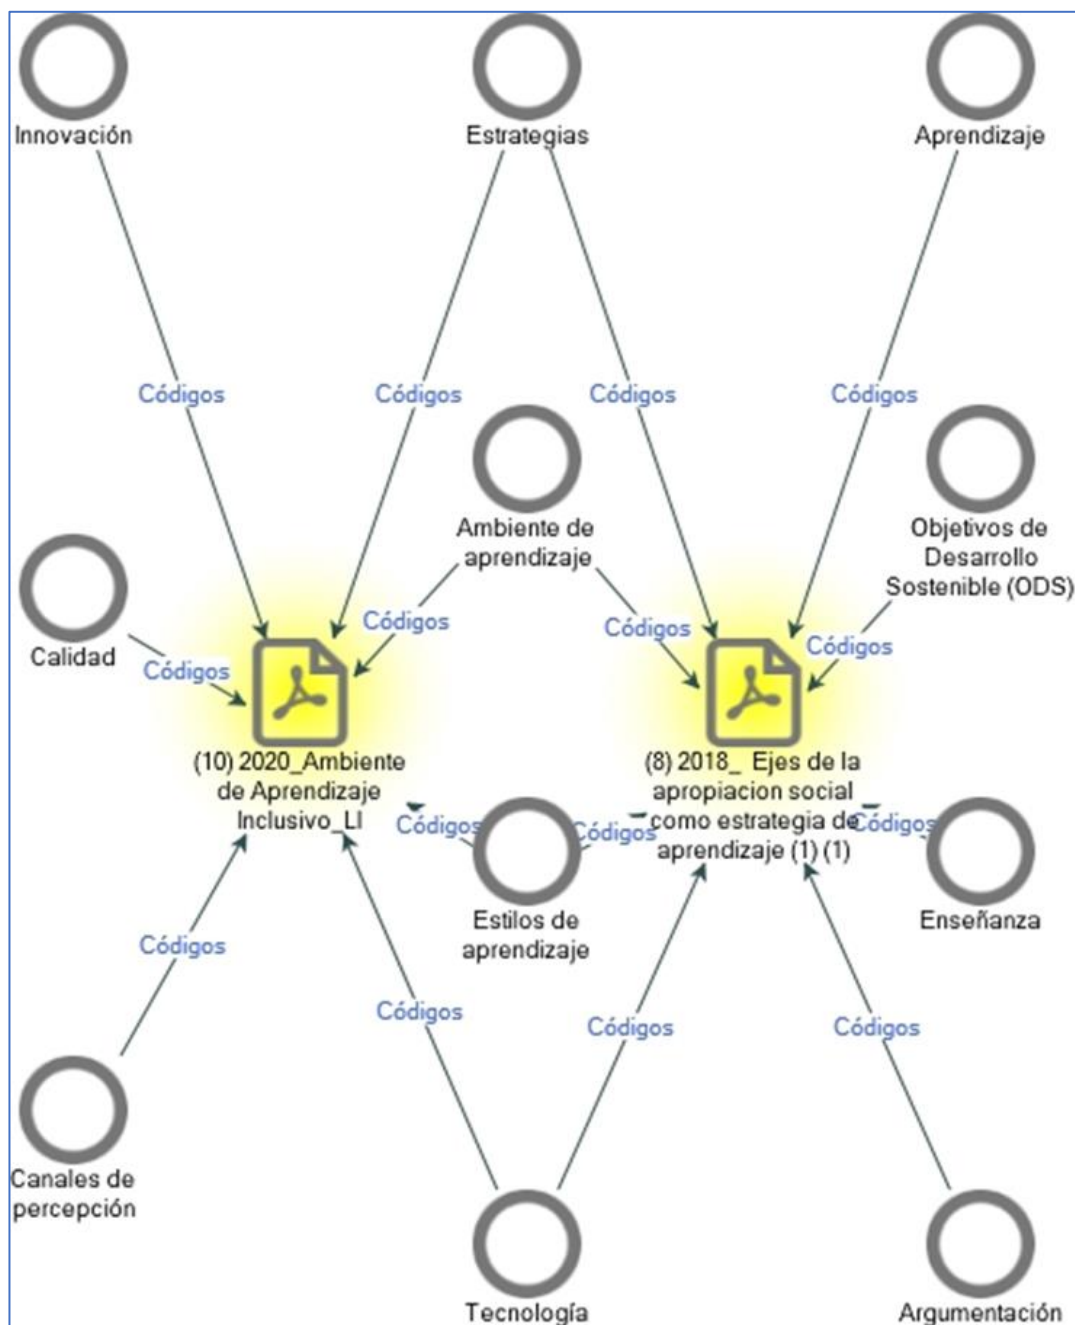 Innovación
Estrategias
Aprendizaje
Códigos
Códigos
Códigos
Códigos
Ambiente de
aprendizaje
Objetivos de
Desarrollo
Sostenible (ODS)
Calidad
Códigos
Códigos
Códigos
Códigos
(10) 2020_Ambiente
de Aprendizaje
Inclusivo_LI
(8) 2018_ Ejes de la
apropiacion social
como estrategia de
aprendizaje (1) (1)
Códigos
Códigos
Códigos
Estilos de
aprendizaje
Enseñanza
Códigos
Códigos
Códigos
Códigos
Canales de
percepción
Tecnología
Argumentación